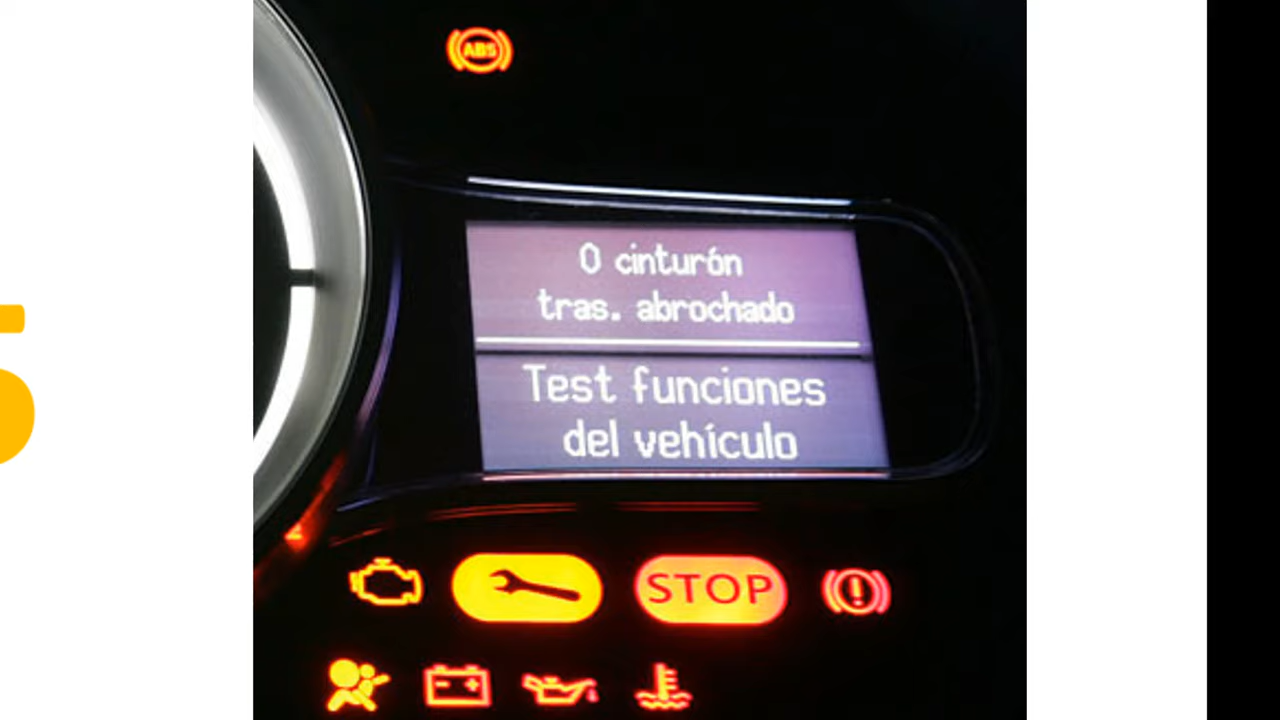 ABS
0 cinturón
tras. abrochado
Test funciones
del vehículo
STOP